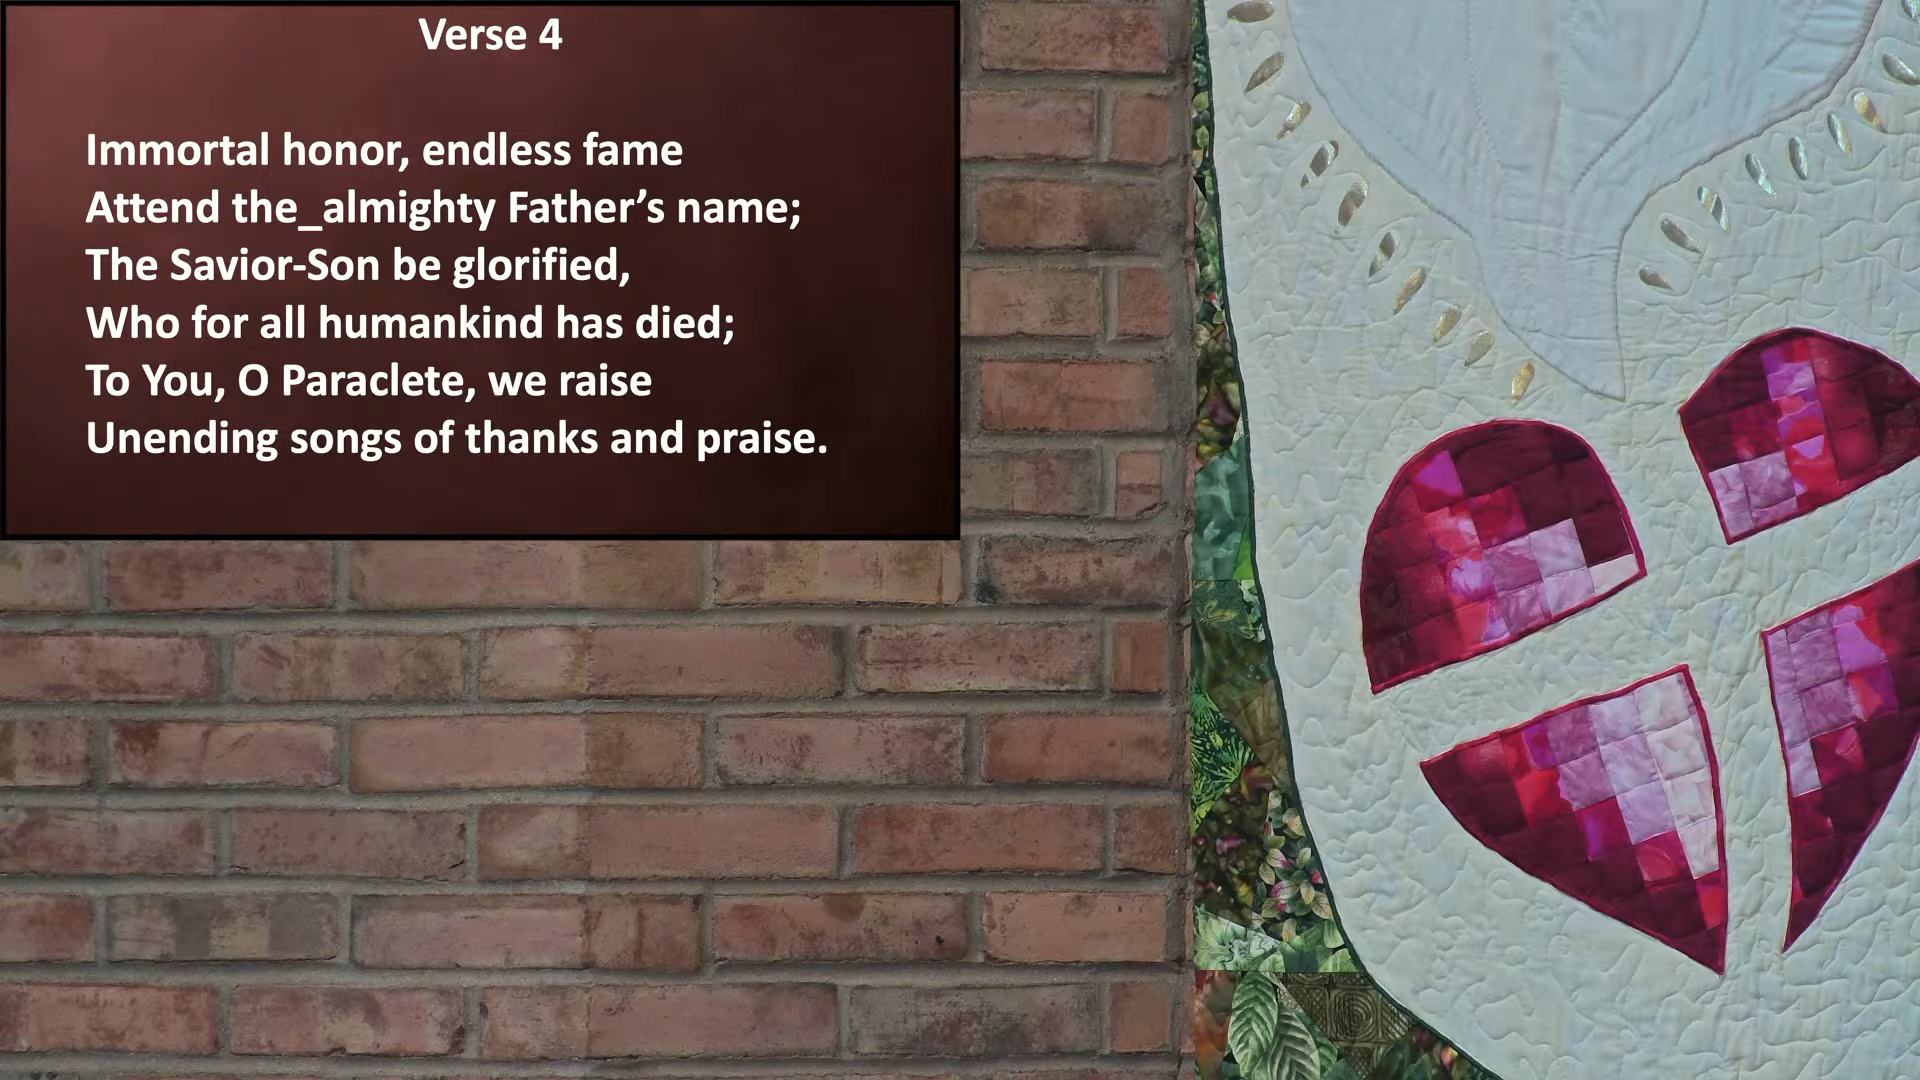 Verse 4
Immortal honor, endless fame
Attend the_almighty Father’s name;
The Savior-Son be glorified,
Who for all humankind has died;
To You, O Paraclete, we raise
Unending songs of thanks and praise.